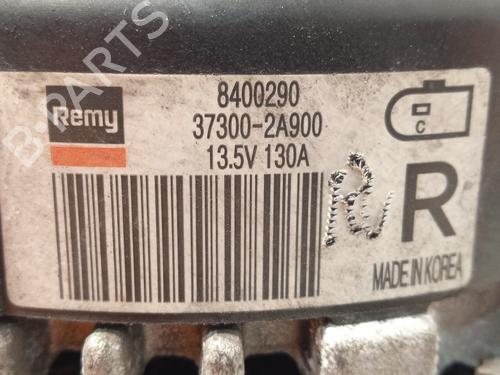 B-PARTS
Remy
8400290
37300-2A900
13.5V 130A
C
R
MADE IN KOREA